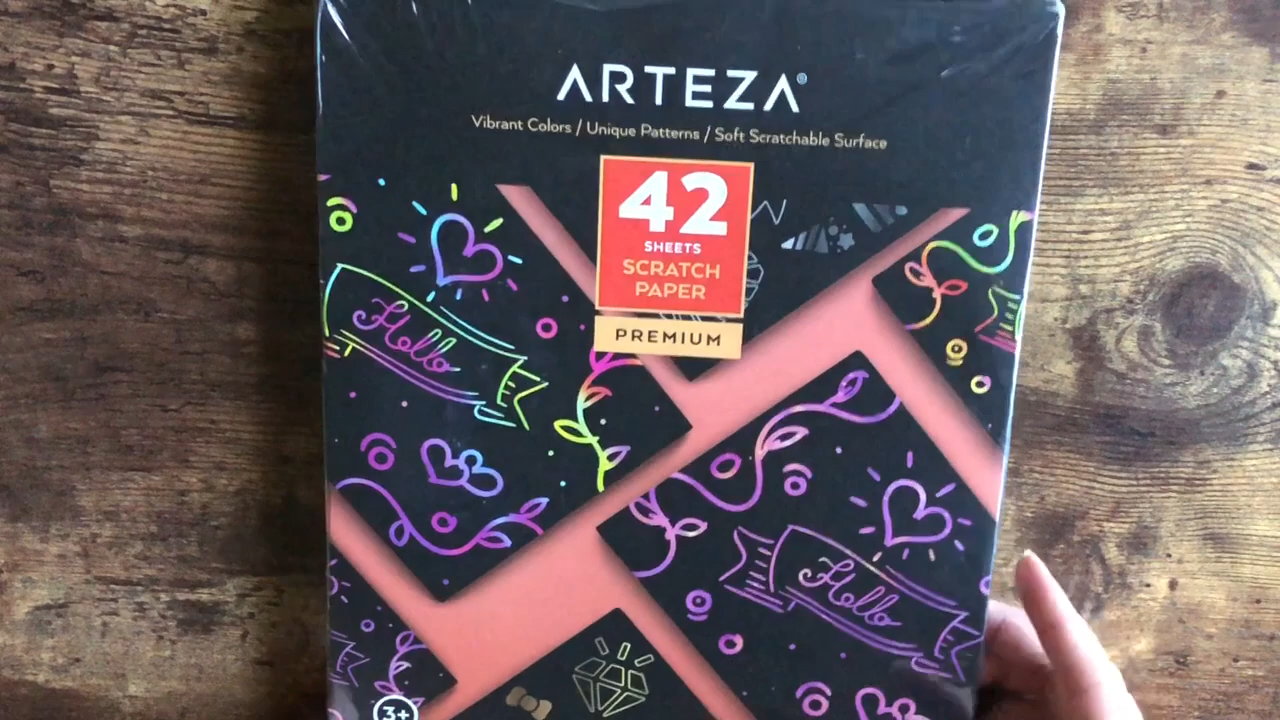 ARTEZA®
Vibrant Colors / Unique Patterns / Soft Scratchable Surface
42
SHEETS
SCRATCH
PAPER
PREMIUM
Hello
Hello
3+